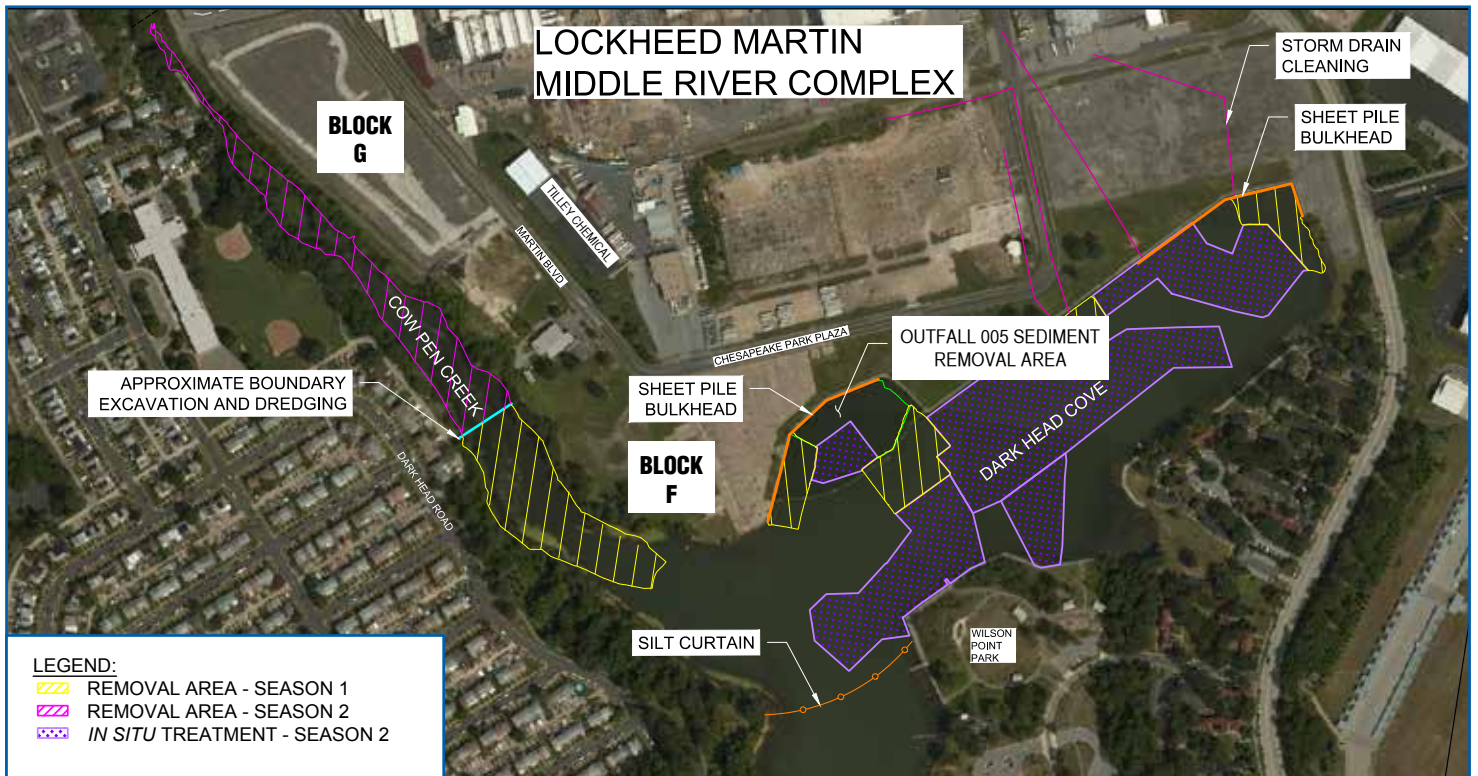 LOCKHEED MARTIN
MIDDLE RIVER COMPLEX
STORM DRAIN
CLEANING
SHEET PILE
BULKHEAD
BLOCK
G
TILLEY CHEMICAL
MARTIN BLVD
COW PEN CREEK
CHESAPEAKE PARK PLAZA
OUTFALL 005 SEDIMENT
REMOVAL AREA
APPROXIMATE BOUNDARY
EXCAVATION AND DREDGING
SHEET PILE
BULKHEAD
DARK HEAD COVE
BLOCK
F
DARK HEAD ROAD
SILT CURTAIN
WILSON
POINT
PARK
LEGEND:
REMOVAL AREA - SEASON 1
REMOVAL AREA - SEASON 2
IN SITU TREATMENT - SEASON 2